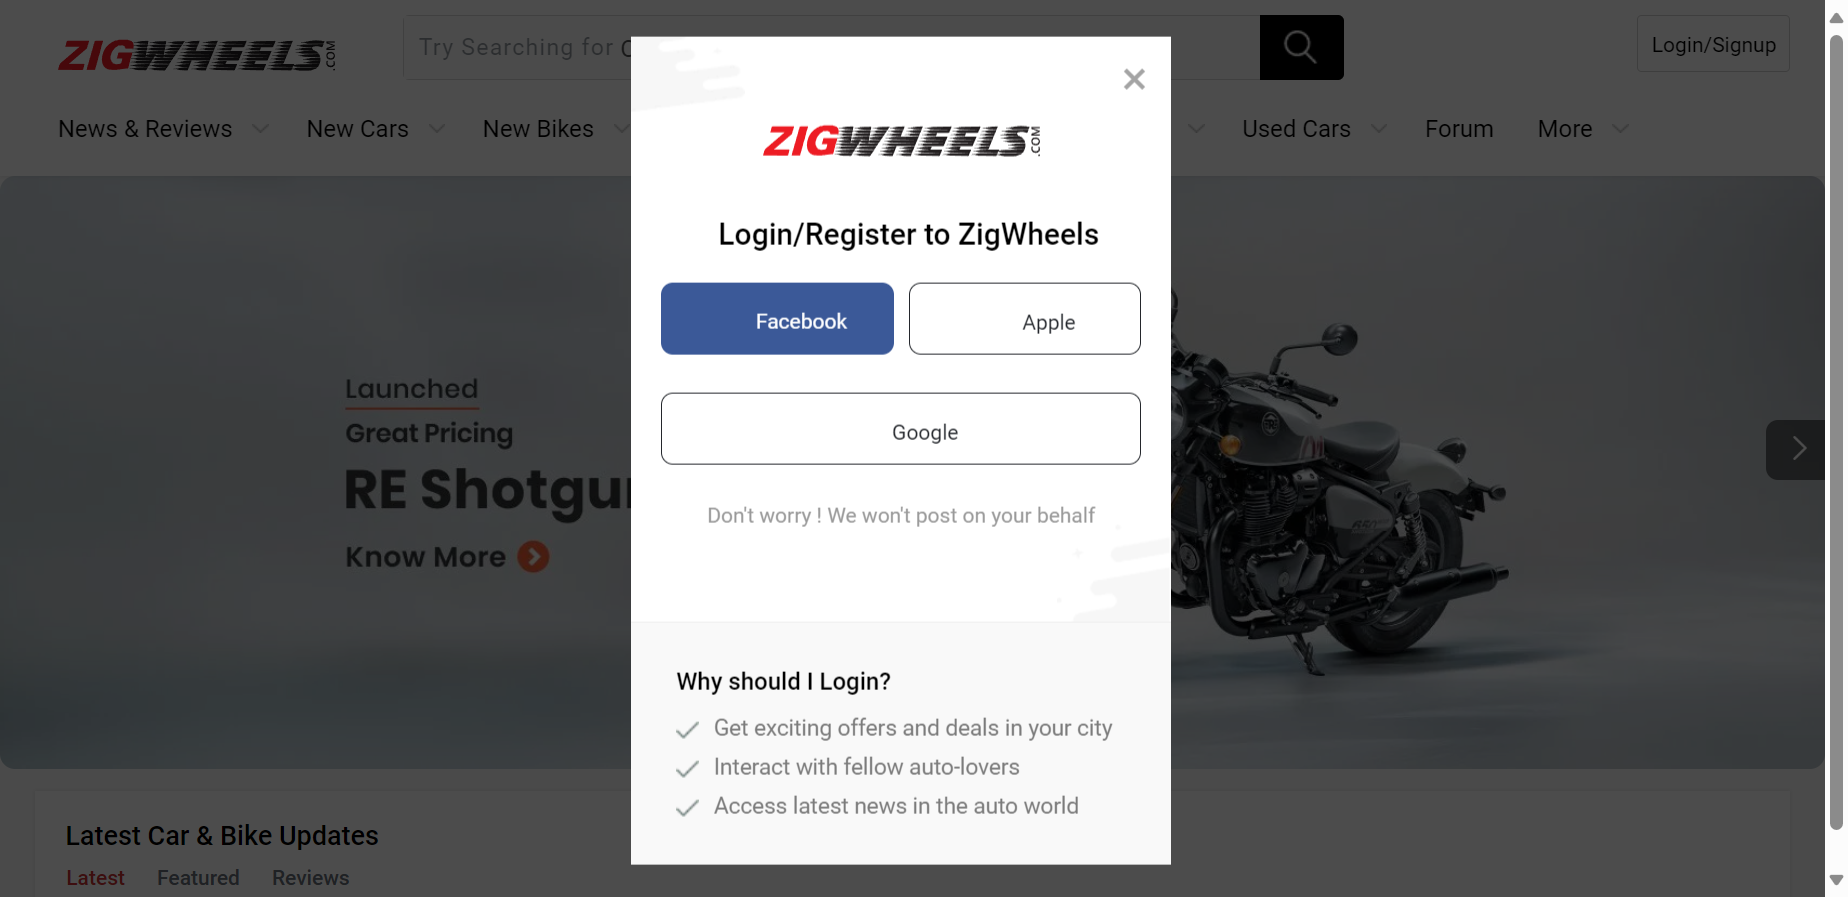 ZIGWHEELS.COM
Try Searching for
Login/Signup
News & Reviews
New Cars
New Bikes
Used Cars
Forum
More
Launched
Great Pricing
RE Shotgu
Know More
ZIGWHEELS.COM
Login/Register to ZigWheels
Facebook
Apple
Google
Don't worry ! We won't post on your behalf
Why should I Login?
Get exciting offers and deals in your city
Interact with fellow auto-lovers
Access latest news in the auto world
Latest Car & Bike Updates
Latest
Featured
Reviews